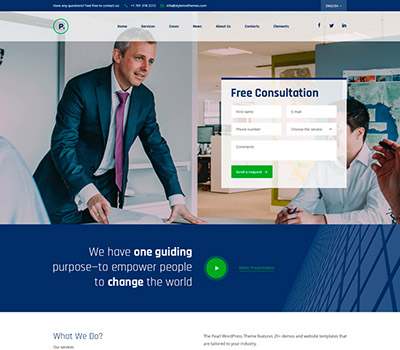 Have any questions? Feel free to contact us:
+1 701 378 2212
info@stylemixthemes.com
ENGLISH
P.
Home
Services
Cases
News
About Us
Contacts
Elements
Free Consultation
First name
E-mail
Phone number
Choose the service
Comments
Send a request
We have one guiding
purpose—to empower people
to change the world
Watch Presentation
What We Do?
Our services
The Pearl WordPress Theme features 20+ demos and website templates that
are tailored to your industry.